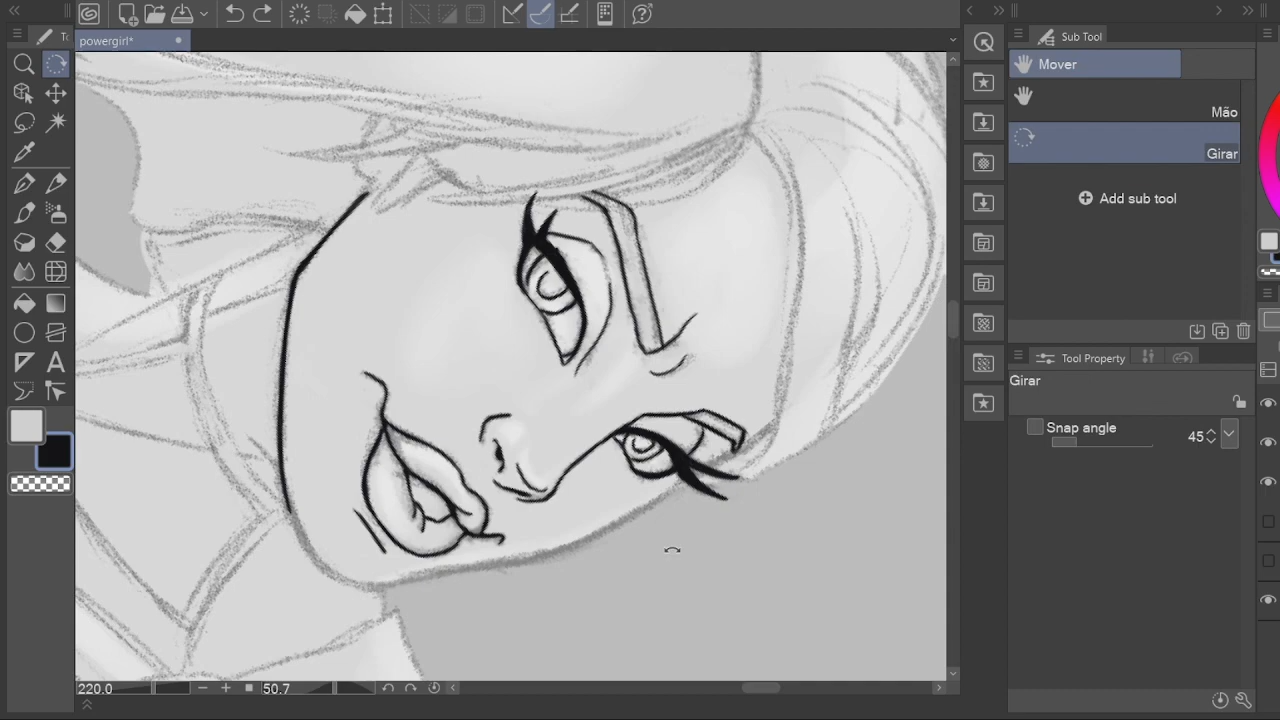 To
powergirl*
Sub Tool
Mover
Mão
Girar
Add sub tool
Tool Property
Girar
Snap angle
45
220.0
50.7